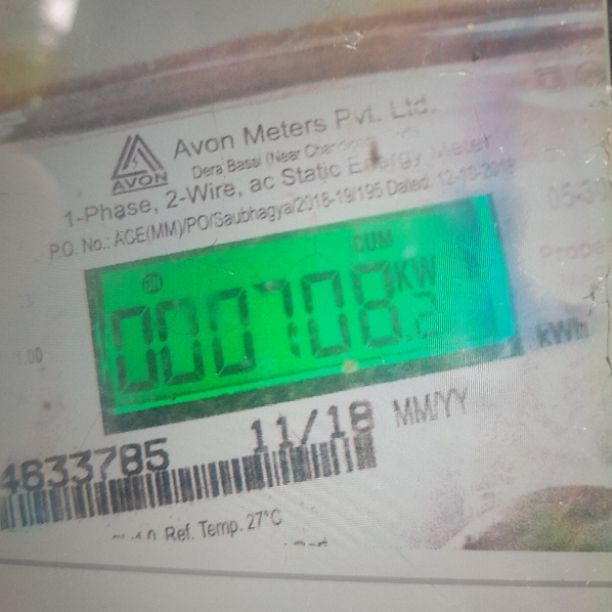 Avon Meters Pvt. Ltd.
AVON
Dera Bassi (Near
1-Phase, 2-Wire, ac Static Energy Meter
P.O. No.: ACE(MM)/PO/Saubhagya/2018-19/195 Dated: 12-10-2018
CUM
000708.2 KW
kWh
1.00
4633785 11/18 MM/YY
Ref. Temp. 27°C